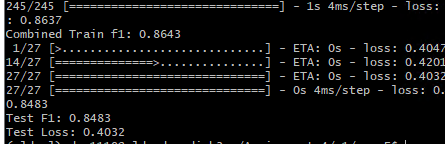 245/245 [==============================] - 1s 4ms/step - loss:
: 0.8637
Combined Train f1: 0.8643
1/27 [>.............................] - ETA: 0s - loss: 0.4047
14/27 [==============>...............] - ETA: 0s - loss: 0.4201
27/27 [==============================] - ETA: 0s - loss: 0.4032
27/27 [==============================] - 0s 4ms/step - loss: 0.
0.8483
Test F1: 0.8483
Test Loss: 0.4032